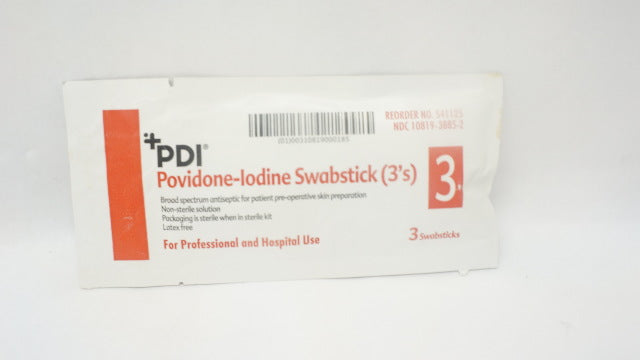 REORDER NO. S41125
NDC 10819-3885-2
PDI®
Povidone-Iodine Swabstick (3's)
3's
Broad spectrum antiseptic for patient pre-operative skin preparation
Non-sterile solution
Packaging is sterile when in sterile kit
Latex free
For Professional and Hospital Use
3 Swabsticks